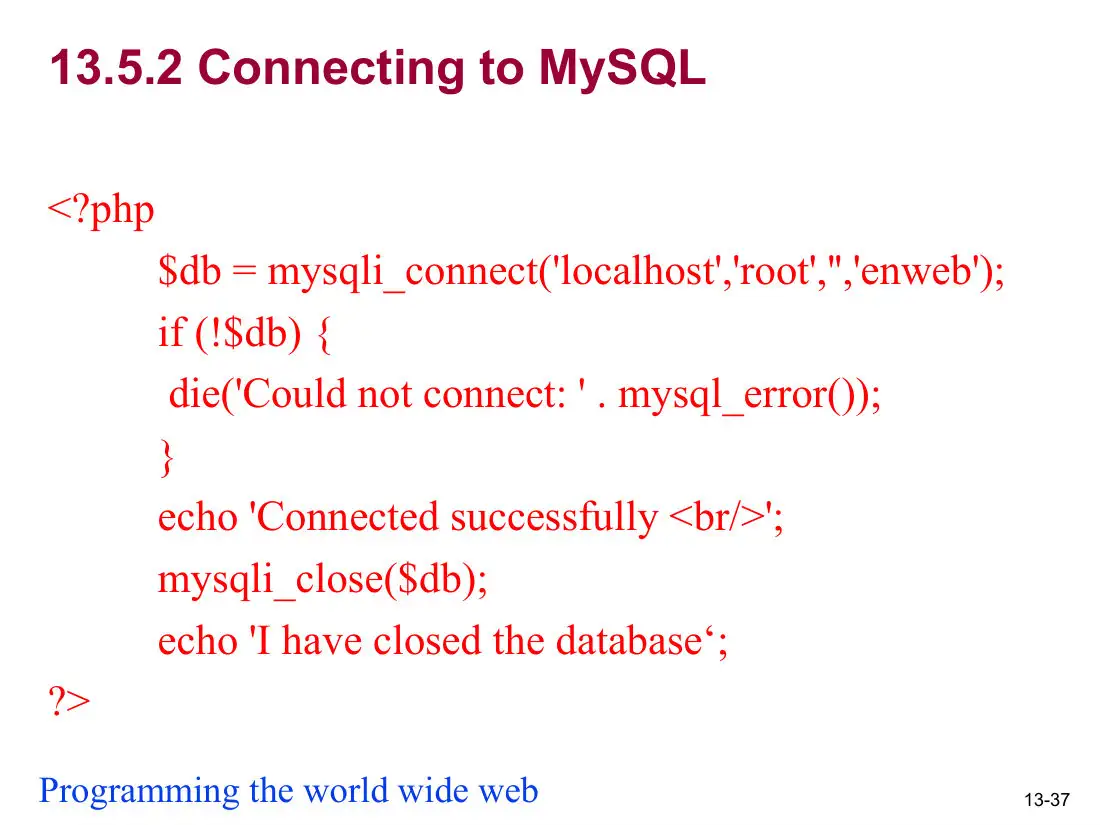 13.5.2 Connecting to MySQL
<?php
$db = mysqli_connect('localhost','root','','enweb');
if (!$db) {
die('Could not connect: ' . mysql_error());
}
echo 'Connected successfully <br/>';
mysqli_close($db);
echo 'I have closed the database‘;
?>
Programming the world wide web
13-37